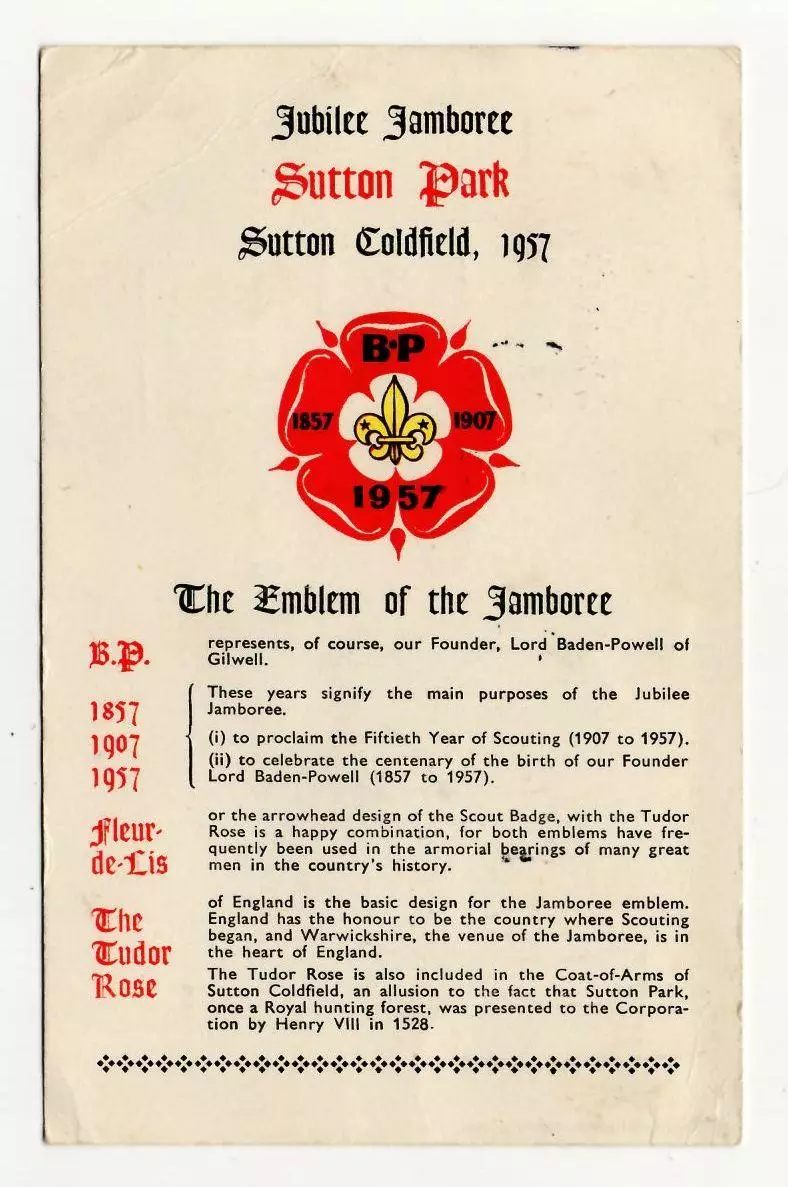 Jubilee Jamboree
Sutton Park
Sutton Coldfield, 1957
B·P
1857 1907
1957
The Emblem of the Jamboree
B.P.
represents, of course, our Founder, Lord Baden-Powell of
Gilwell.
1857
1907
1957
These years signify the main purposes of the Jubilee
Jamboree.
(i) to proclaim the Fiftieth Year of Scouting (1907 to 1957).
(ii) to celebrate the centenary of the birth of our Founder
Lord Baden-Powell (1857 to 1957).
Fleur-
de-Lis
or the arrowhead design of the Scout Badge, with the Tudor
Rose is a happy combination, for both emblems have fre-
quently been used in the armorial bearings of many great
men in the country's history.
The
Tudor
Rose
of England is the basic design for the Jamboree emblem.
England has the honour to be the country where Scouting
began, and Warwickshire, the venue of the Jamboree, is in
the heart of England.
The Tudor Rose is also included in the Coat-of-Arms of
Sutton Coldfield, an allusion to the fact that Sutton Park,
once a Royal hunting forest, was presented to the Corpora-
tion by Henry VIII in 1528.